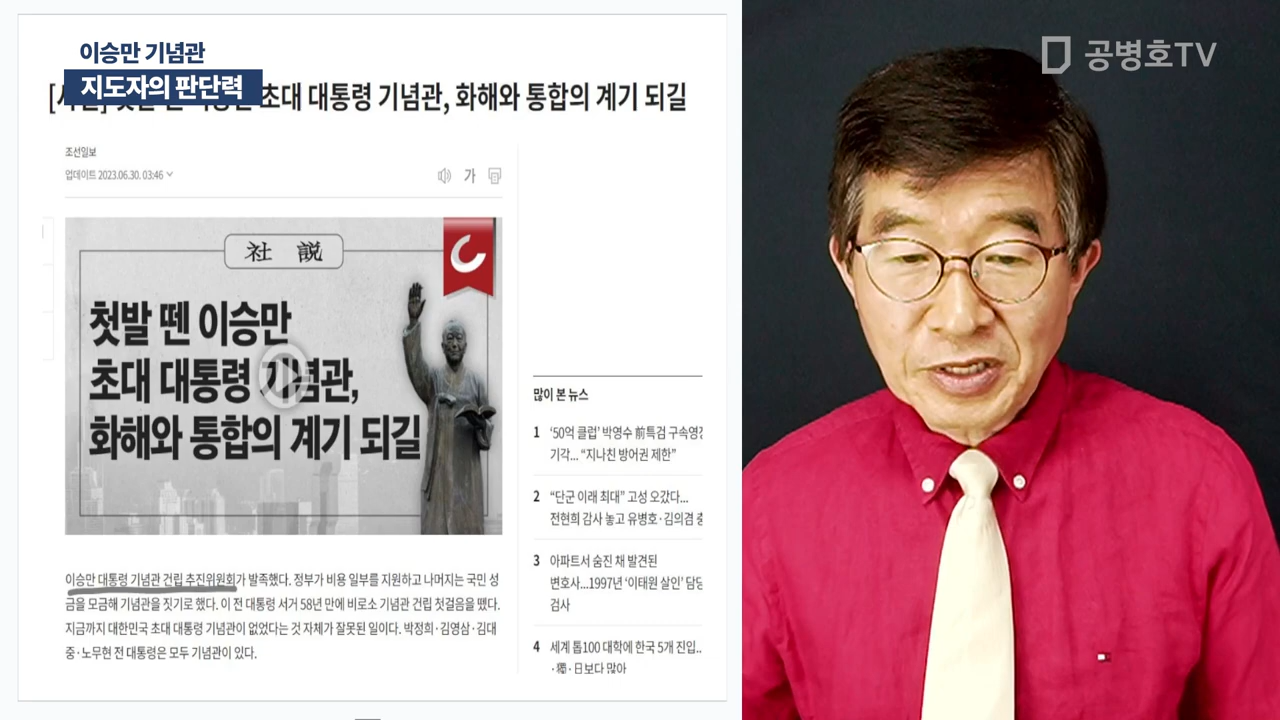 이승만 기념관
지도자의 판단력
초대 대통령 기념관, 화해와 통합의 계기 되길
공병호TV
조선일보
업데이트 2023.06.30. 03:46
가
社 説
첫발 뗀 이승만
초대 대통령 기념관,
화해와 통합의 계기 되길
이승만 대통령 기념관 건립 추진위원회가 발족했다. 정부가 비용 일부를 지원하고 나머지는 국민 성
금을 모금해 기념관을 짓기로 했다. 이 전 대통령 서거 58년 만에 비로소 기념관 건립 첫걸음을 뗐다.
지금까지 대한민국 초대 대통령 기념관이 없었다는 것 자체가 잘못된 일이다. 박정희·김영삼·김대
중·노무현 전 대통령은 모두 기념관이 있다.
많이 본 뉴스
1 ‘50억 클럽’ 박영수 前특검 구속영장
기각... “지나친 방어권 제한”
2 “단군 이래 최대” 고성 오갔다...
전현희 감사 놓고 유병호·김의겸
3 아파트서 숨진 채 발견된
변호사...1997년 ‘이태원 살인’ 담당
검사
4 세계 톱100 대학에 한국 5개 진입..
·獨·日보다 많아